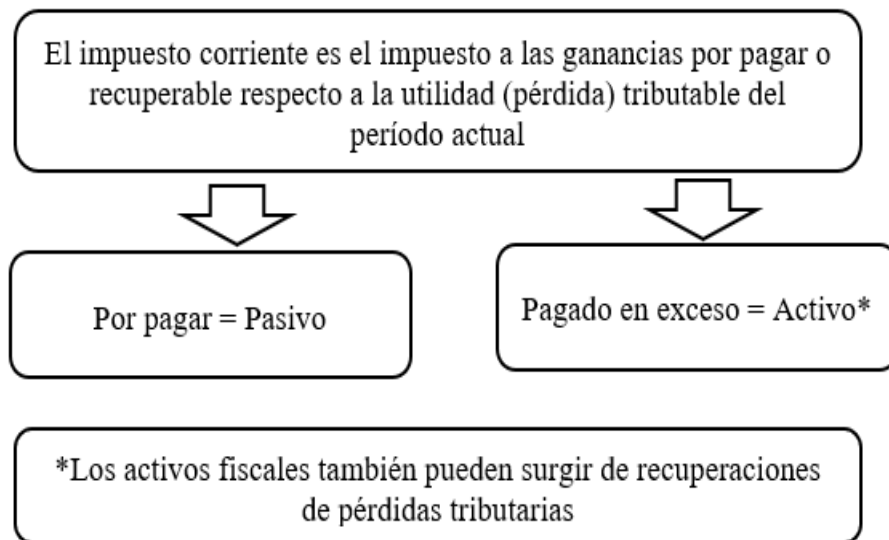 El impuesto corriente es el impuesto a las ganancias por pagar o
recuperable respecto a la utilidad (pérdida) tributable del
período actual
Por pagar = Pasivo
Pagado en exceso = Activo*
*Los activos fiscales también pueden surgir de recuperaciones
de pérdidas tributarias